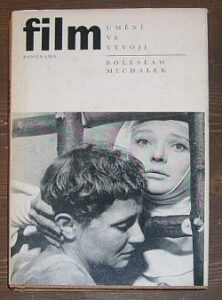 film
UMĚNÍ
VE
VÝVOJI
PANORAMA
BOLESŁAW
MICHAŁEK